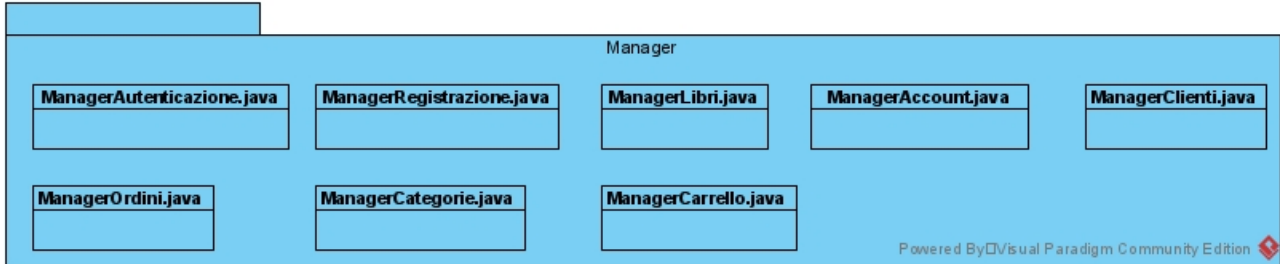 Manager
ManagerAutenticazione.java
ManagerRegistrazione.java
ManagerLibri.java
ManagerAccount.java
ManagerClienti.java
ManagerOrdini.java
ManagerCategorie.java
ManagerCarrello.java
Powered By□Visual Paradigm Community Edition